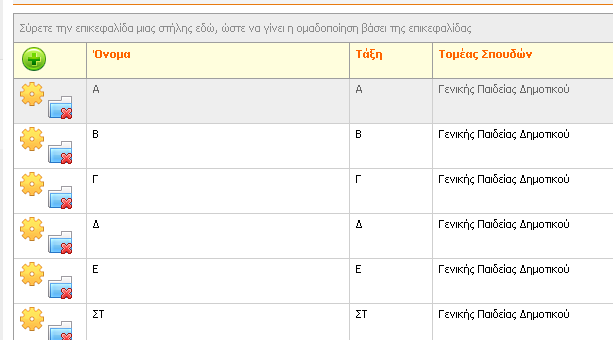 Σύρετε την επικεφαλίδα μιας στήλης εδώ, ώστε να γίνει η ομαδοποίηση βάσει της επικεφαλίδας
Όνομα Τάξη Τομέας Σπουδών
Α Α Γενικής Παιδείας Δημοτικού
Β Β Γενικής Παιδείας Δημοτικού
Γ Γ Γενικής Παιδείας Δημοτικού
Δ Δ Γενικής Παιδείας Δημοτικού
Ε Ε Γενικής Παιδείας Δημοτικού
ΣΤ ΣΤ Γενικής Παιδείας Δημοτικού